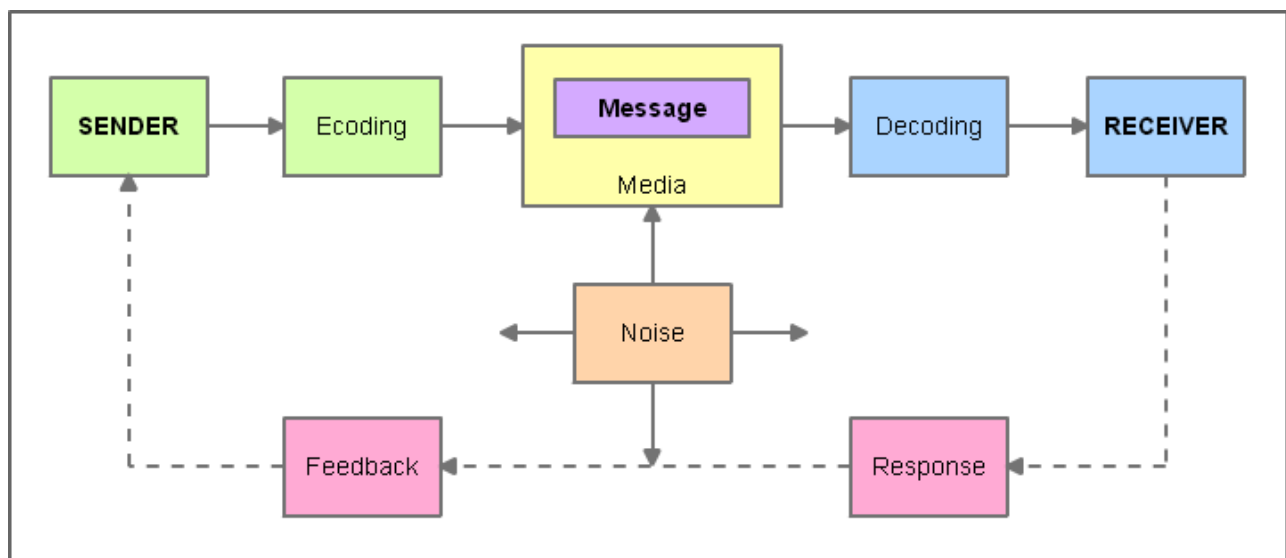 SENDER
Ecoding
Message
Media
Decoding
RECEIVER
Noise
Feedback
Response